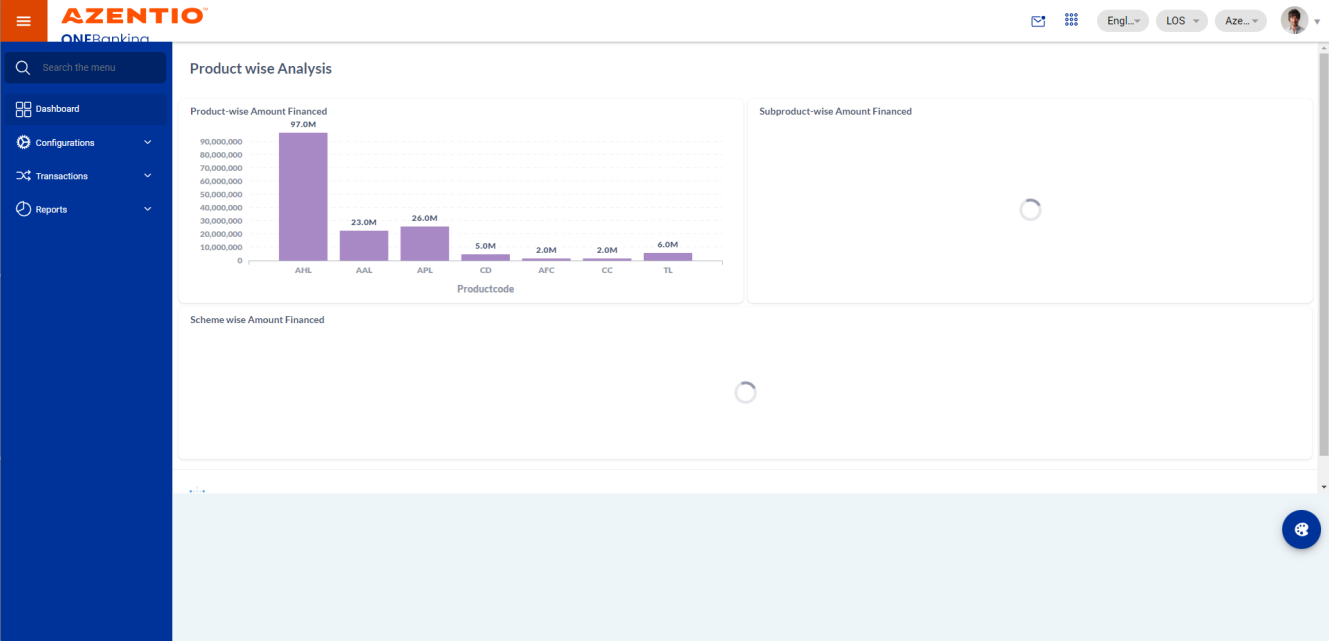 AZENTIO™
ONEBanking
Engl...
LOS
Aze...
Search the menu
Dashboard
Configurations
Transactions
Reports
Product wise Analysis
Product-wise Amount Financed
97.0M
90,000,000
80,000,000
70,000,000
60,000,000
50,000,000
40,000,000
30,000,000
20,000,000
10,000,000
0
23.0M
26.0M
5.0M
2.0M
2.0M
6.0M
AHL
AAL
APL
CD
AFC
CC
TL
Productcode
Subproduct-wise Amount Financed
Scheme wise Amount Financed